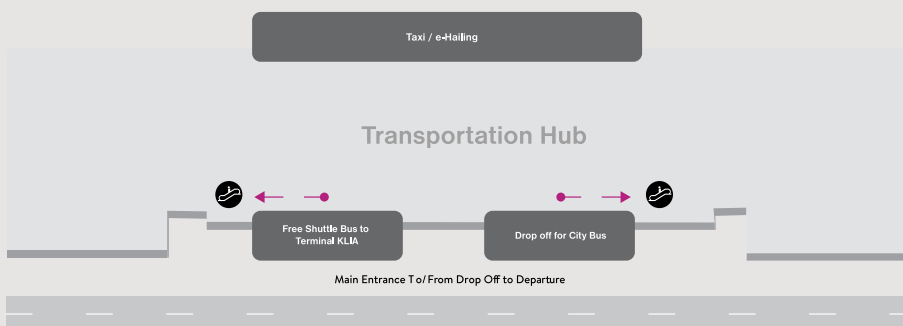 Taxi / e-Hailing
Transportation Hub
Free Shuttle Bus to
Terminal KLIA
Drop off for City Bus
Main Entrance To/From Drop Off to Departure